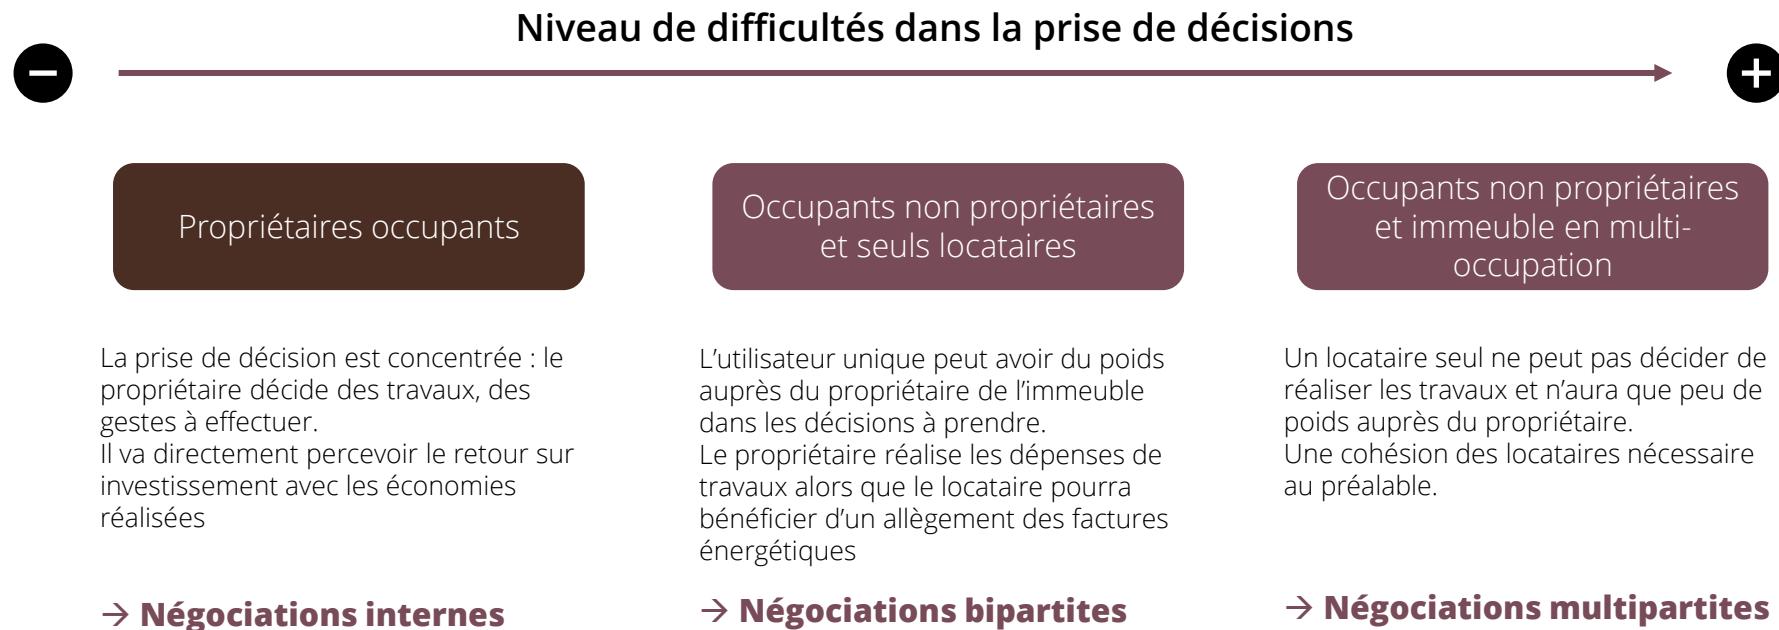 Niveau de difficultés dans la prise de décisions
Propriétaires occupants
La prise de décision est concentrée : le
propriétaire décide des travaux, des
gestes à effectuer.
Il va directement percevoir le retour sur
investissement avec les économies
réalisées
→ Négociations internes
Occupants non propriétaires
et seuls locataires
L’utilisateur unique peut avoir du poids
auprès du propriétaire de l’immeuble
dans les décisions à prendre.
Le propriétaire réalise les dépenses de
travaux alors que le locataire pourra
bénéficier d’un allègement des factures
énergétiques
→ Négociations bipartites
Occupants non propriétaires
et immeuble en multi-
occupation
Un locataire seul ne peut pas décider de
réaliser les travaux et n’aura que peu de
poids auprès du propriétaire.
Une cohésion des locataires nécessaire
au préalable.
→ Négociations multipartites